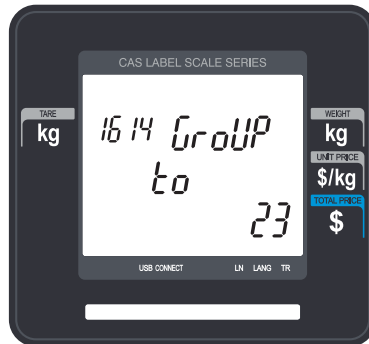 CAS LABEL SCALE SERIES
TARE
kg
1614 GroUP
to
23
WEIGHT
kg
UNIT PRICE
$/kg
TOTAL PRICE
$
USB CONNECT LN LANG TR